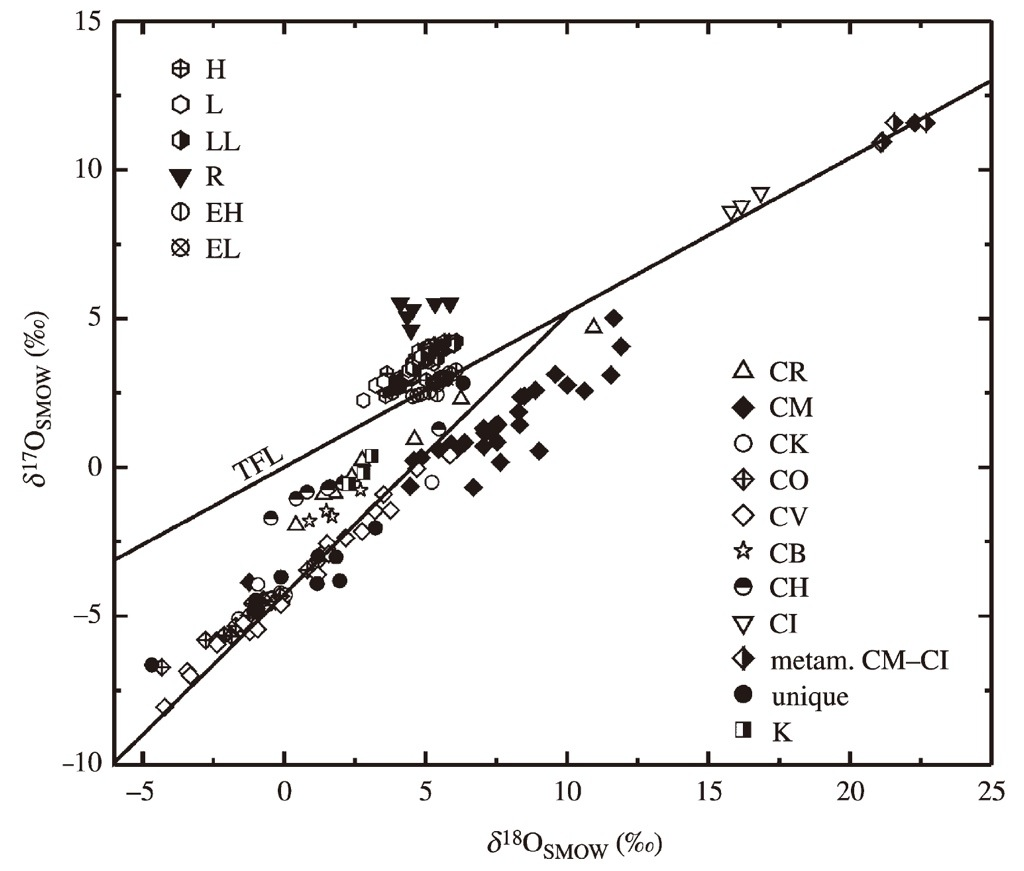 15
10
5
0
–5
–10
δ17OSMOW (‰)
H
L
LL
R
EH
EL
TFL
CR
CM
CK
CO
CV
CB
CH
CI
metam. CM–CI
unique
K
–5 0 5 10 15 20 25
δ18OSMOW (‰)